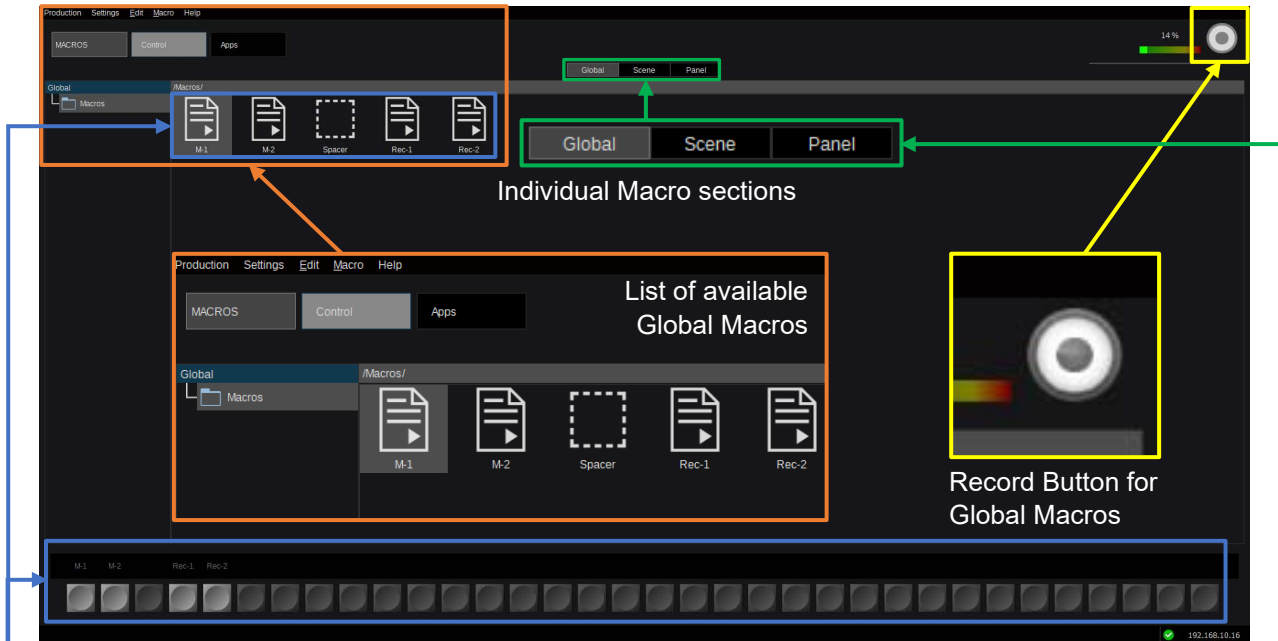 Production Settings Edit Macro Help
MACROS Control Apps
14 %
Global Scene Panel
Global /Macros/
Macros
M-1 M-2 Spacer Rec-1 Rec-2
Global Scene Panel
Individual Macro sections
Production Settings Edit Macro Help
List of available
Global Macros
MACROS Control Apps
Global /Macros/
Macros
M-1 M-2 Spacer Rec-1 Rec-2
Record Button for
Global Macros
M-1 M-2 Rec-1 Rec-2
192.168.10.16